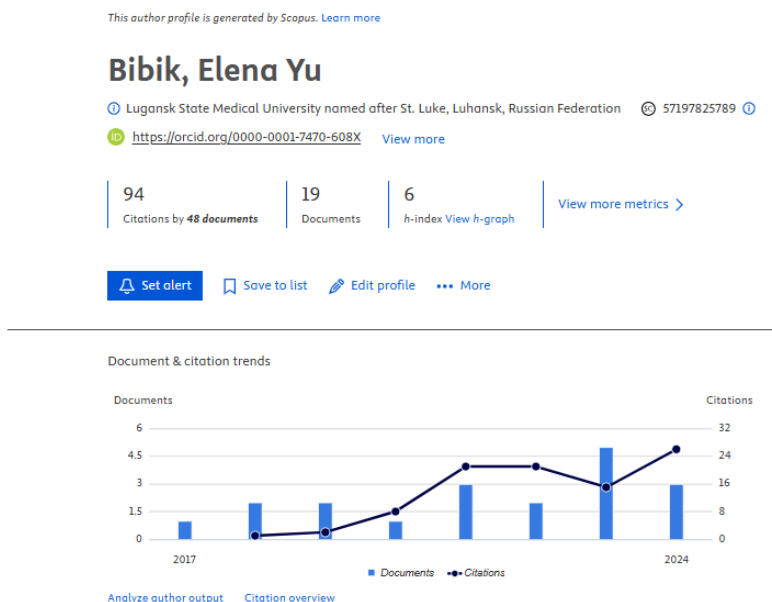 This author profile is generated by Scopus. Learn more
Bibik, Elena Yu
Lugansk State Medical University named after St. Luke, Luhansk, Russian Federation SC 57197825789
iD https://orcid.org/0000-0001-7470-608X View more
94 19 6
Citations by 48 documents Documents h-index View h-graph View more metrics
Set alert Save to list Edit profile More
Document & citation trends
Documents Citations
6 32
4.5 24
3 16
1.5 8
0 0
2017 2024
Documents Citations
Analyze author output Citation overview